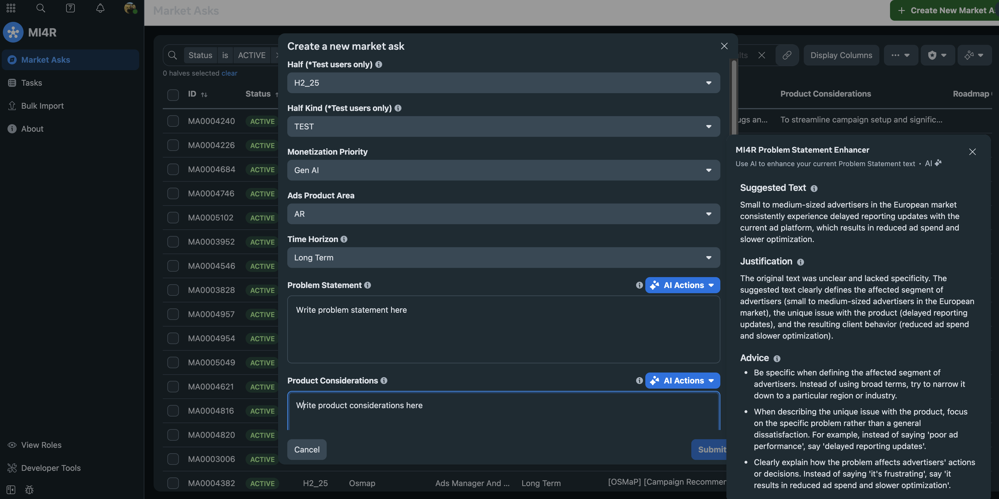 7
MI4R
Market Asks
Tasks
Bulk Import
About
View Roles
Developer Tools
Market Asks
+ Create New Market
Status is ACTIVE
Display Columns
0 halves selected clear
ID Status Product Considerations Roadmap
MA0004240 ACTIVE To streamline campaign setup and signific...
MA0004226 ACTIVE
MA0004684 ACTIVE
MA0004746 ACTIVE
MA0005102 ACTIVE
MA0003952 ACTIVE
MA0004546 ACTIVE
MA0003828 ACTIVE
MA0004957 ACTIVE
MA0004954 ACTIVE
MA0005049 ACTIVE
MA0004621 ACTIVE
MA0004816 ACTIVE
MA0004820 ACTIVE
MA0003006 ACTIVE
MA0004382 ACTIVE H2_25 Osmap Ads Manager And ... Long Term [OSMaP] [Campaign Recommen
Create a new market ask
Half (*Test users only)
H2_25
Half Kind (*Test users only)
TEST
Monetization Priority
Gen AI
Ads Product Area
AR
Time Horizon
Long Term
Problem Statement
AI Actions
Write problem statement here
Product Considerations
AI Actions
Write product considerations here
Cancel
Submit
MI4R Problem Statement Enhancer
Use AI to enhance your current Problem Statement text • AI
Suggested Text
Small to medium-sized advertisers in the European market
consistently experience delayed reporting updates with the
current ad platform, which results in reduced ad spend and
slower optimization.
Justification
The original text was unclear and lacked specificity. The
suggested text clearly defines the affected segment of
advertisers (small to medium-sized advertisers in the European
market), the unique issue with the product (delayed reporting
updates), and the resulting client behavior (reduced ad spend
and slower optimization).
Advice
• Be specific when defining the affected segment of
advertisers. Instead of using broad terms, try to narrow it
down to a particular region or industry.
• When describing the unique issue with the product, focus
on the specific problem rather than a general
dissatisfaction. For example, instead of saying 'poor ad
performance', say 'delayed reporting updates'.
• Clearly explain how the problem affects advertisers' actions
or decisions. Instead of saying 'it's frustrating', say 'it
results in reduced ad spend and slower optimization'.